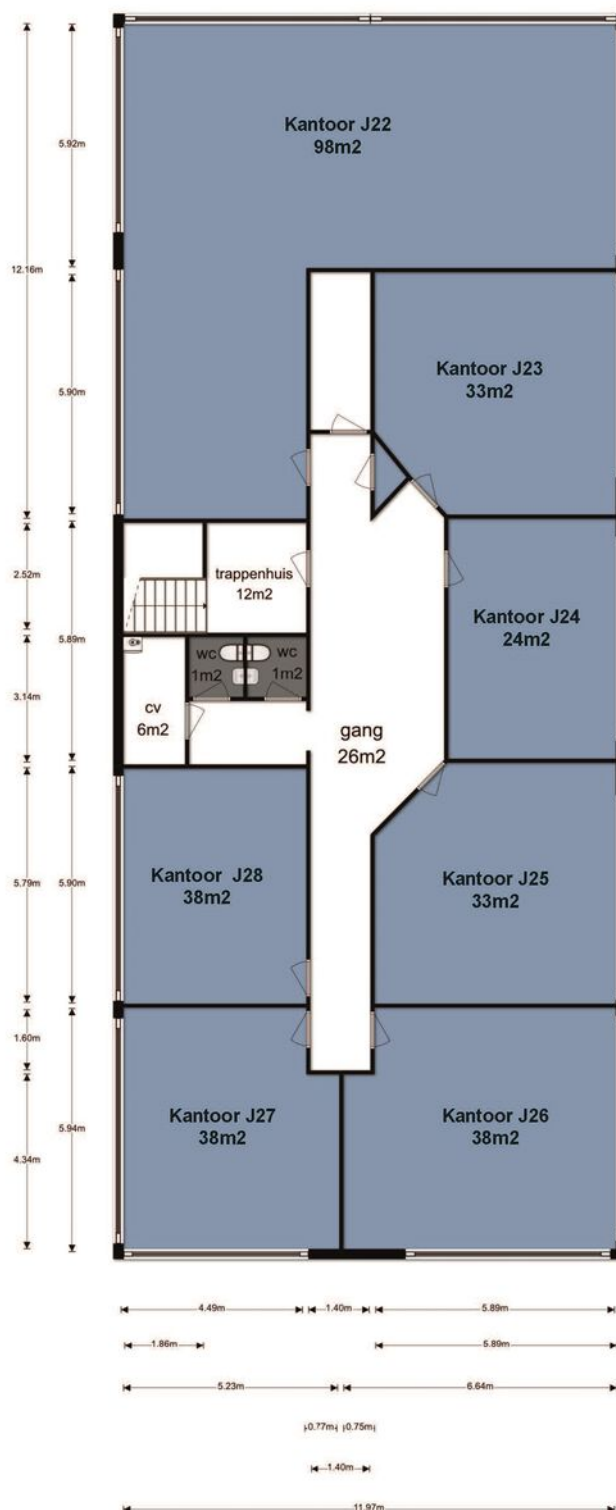 Kantoor J22
98m2
5.92m
12.16m
Kantoor J23
33m2
5.90m
trappenhuis
12m2
2.52m
Kantoor J24
24m2
5.89m
wc
1m2
wc
1m2
3.14m
cv
6m2
gang
26m2
Kantoor J28
38m2
Kantoor J25
33m2
5.79m
5.90m
1.60m
Kantoor J27
38m2
Kantoor J26
38m2
5.94m
4.34m
4.49m
1.40m
5.89m
1.86m
5.89m
5.23m
6.64m
0.77m
0.75m
1.40m
11.97m